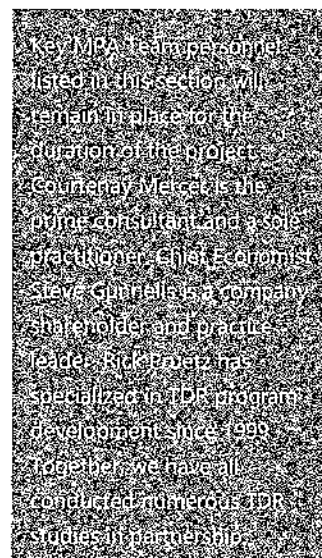 Key MPA Team personnel
listed in this section will
remain in place for the
duration of the project.
Courtenay Mercer is the
prime consultant and a sole
practitioner. Chief Economist
Steve Gunnells is a company
shareholder and practice
leader. Rick Pruetz has
specialized in TDR program
development since 1999.
Together, we have all
conducted numerous TDR
studies in partnership.